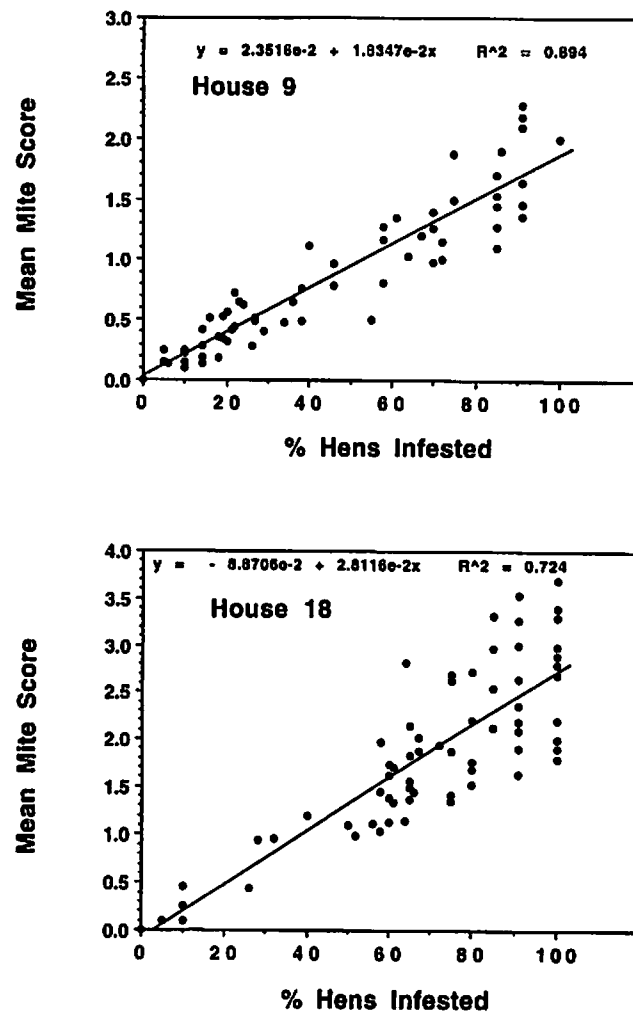 3.0
y = 2.3516e-2 + 1.8347e-2x R^2 = 0.894
House 9
2.5
2.0
1.5
1.0
0.5
0.0
Mean Mite Score
0 20 40 60 80 100
% Hens Infested
4.0
y = - 8.8706e-2 + 2.8116e-2x R^2 = 0.724
House 18
3.5
3.0
2.5
2.0
1.5
1.0
0.5
0.0
Mean Mite Score
0 20 40 60 80 100
% Hens Infested